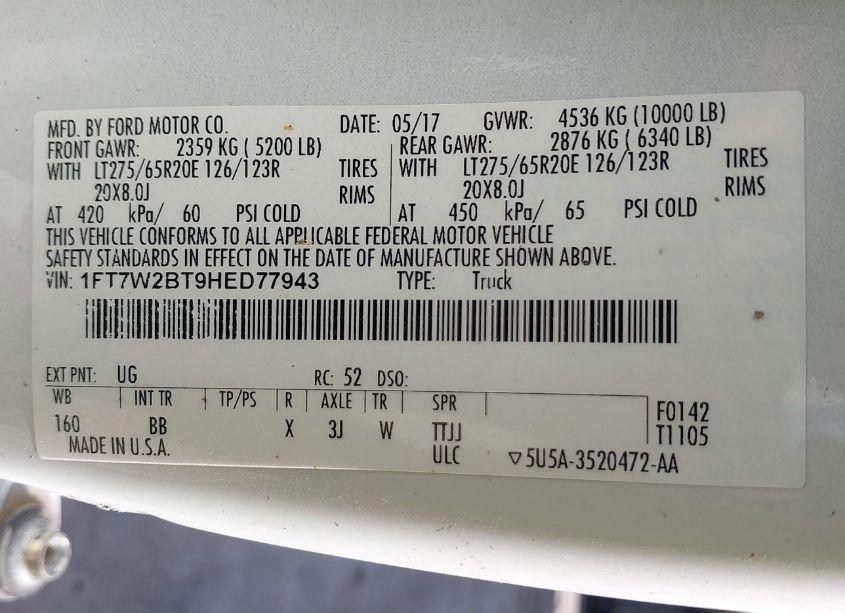 MFD. BY FORD MOTOR CO. DATE: 05/17 GVWR: 4536 KG (10000 LB)
FRONT GAWR: 2359 KG ( 5200 LB) REAR GAWR: 2876 KG ( 6340 LB)
WITH LT275/65R20E 126/123R TIRES WITH LT275/65R20E 126/123R TIRES
20X8.0J RIMS 20X8.0J RIMS
AT 420 kPa/ 60 PSI COLD AT 450 kPa/ 65 PSI COLD
THIS VEHICLE CONFORMS TO ALL APPLICABLE FEDERAL MOTOR VEHICLE
SAFETY STANDARDS IN EFFECT ON THE DATE OF MANUFACTURE SHOWN ABOVE.
VIN: 1FT7W2BT9HED77943 TYPE: Truck
EXT PNT: UG RC: 52 DSO:
WB INT TR TP/PS R AXLE TR SPR F0142
160 BB X 3J W TTJJ T1105
MADE IN U.S.A. ULC ▽5U5A-3520472-AA